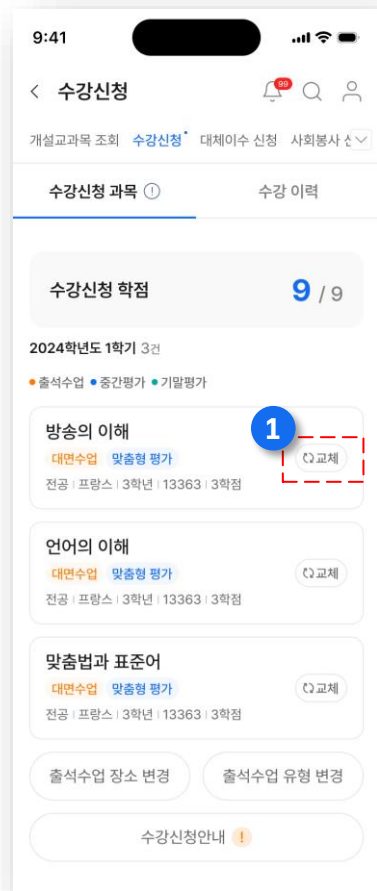 9:41
수강신청
99
개설교과목 조회 수강신청 대체이수 신청 사회봉사
수강신청 과목 수강 이력
수강신청 학점 9 / 9
2024학년도 1학기 3건
출석수업 중간평가 기말평가
방송의 이해
1
대면수업 맞춤형 평가
교체
전공 | 프랑스 | 3학년 | 13363 | 3학점
언어의 이해
대면수업 맞춤형 평가
교체
전공 | 프랑스 | 3학년 | 13363 | 3학점
맞춤법과 표준어
대면수업 맞춤형 평가
교체
전공 | 프랑스 | 3학년 | 13363 | 3학점
출석수업 장소 변경 출석수업 유형 변경
수강신청안내 !